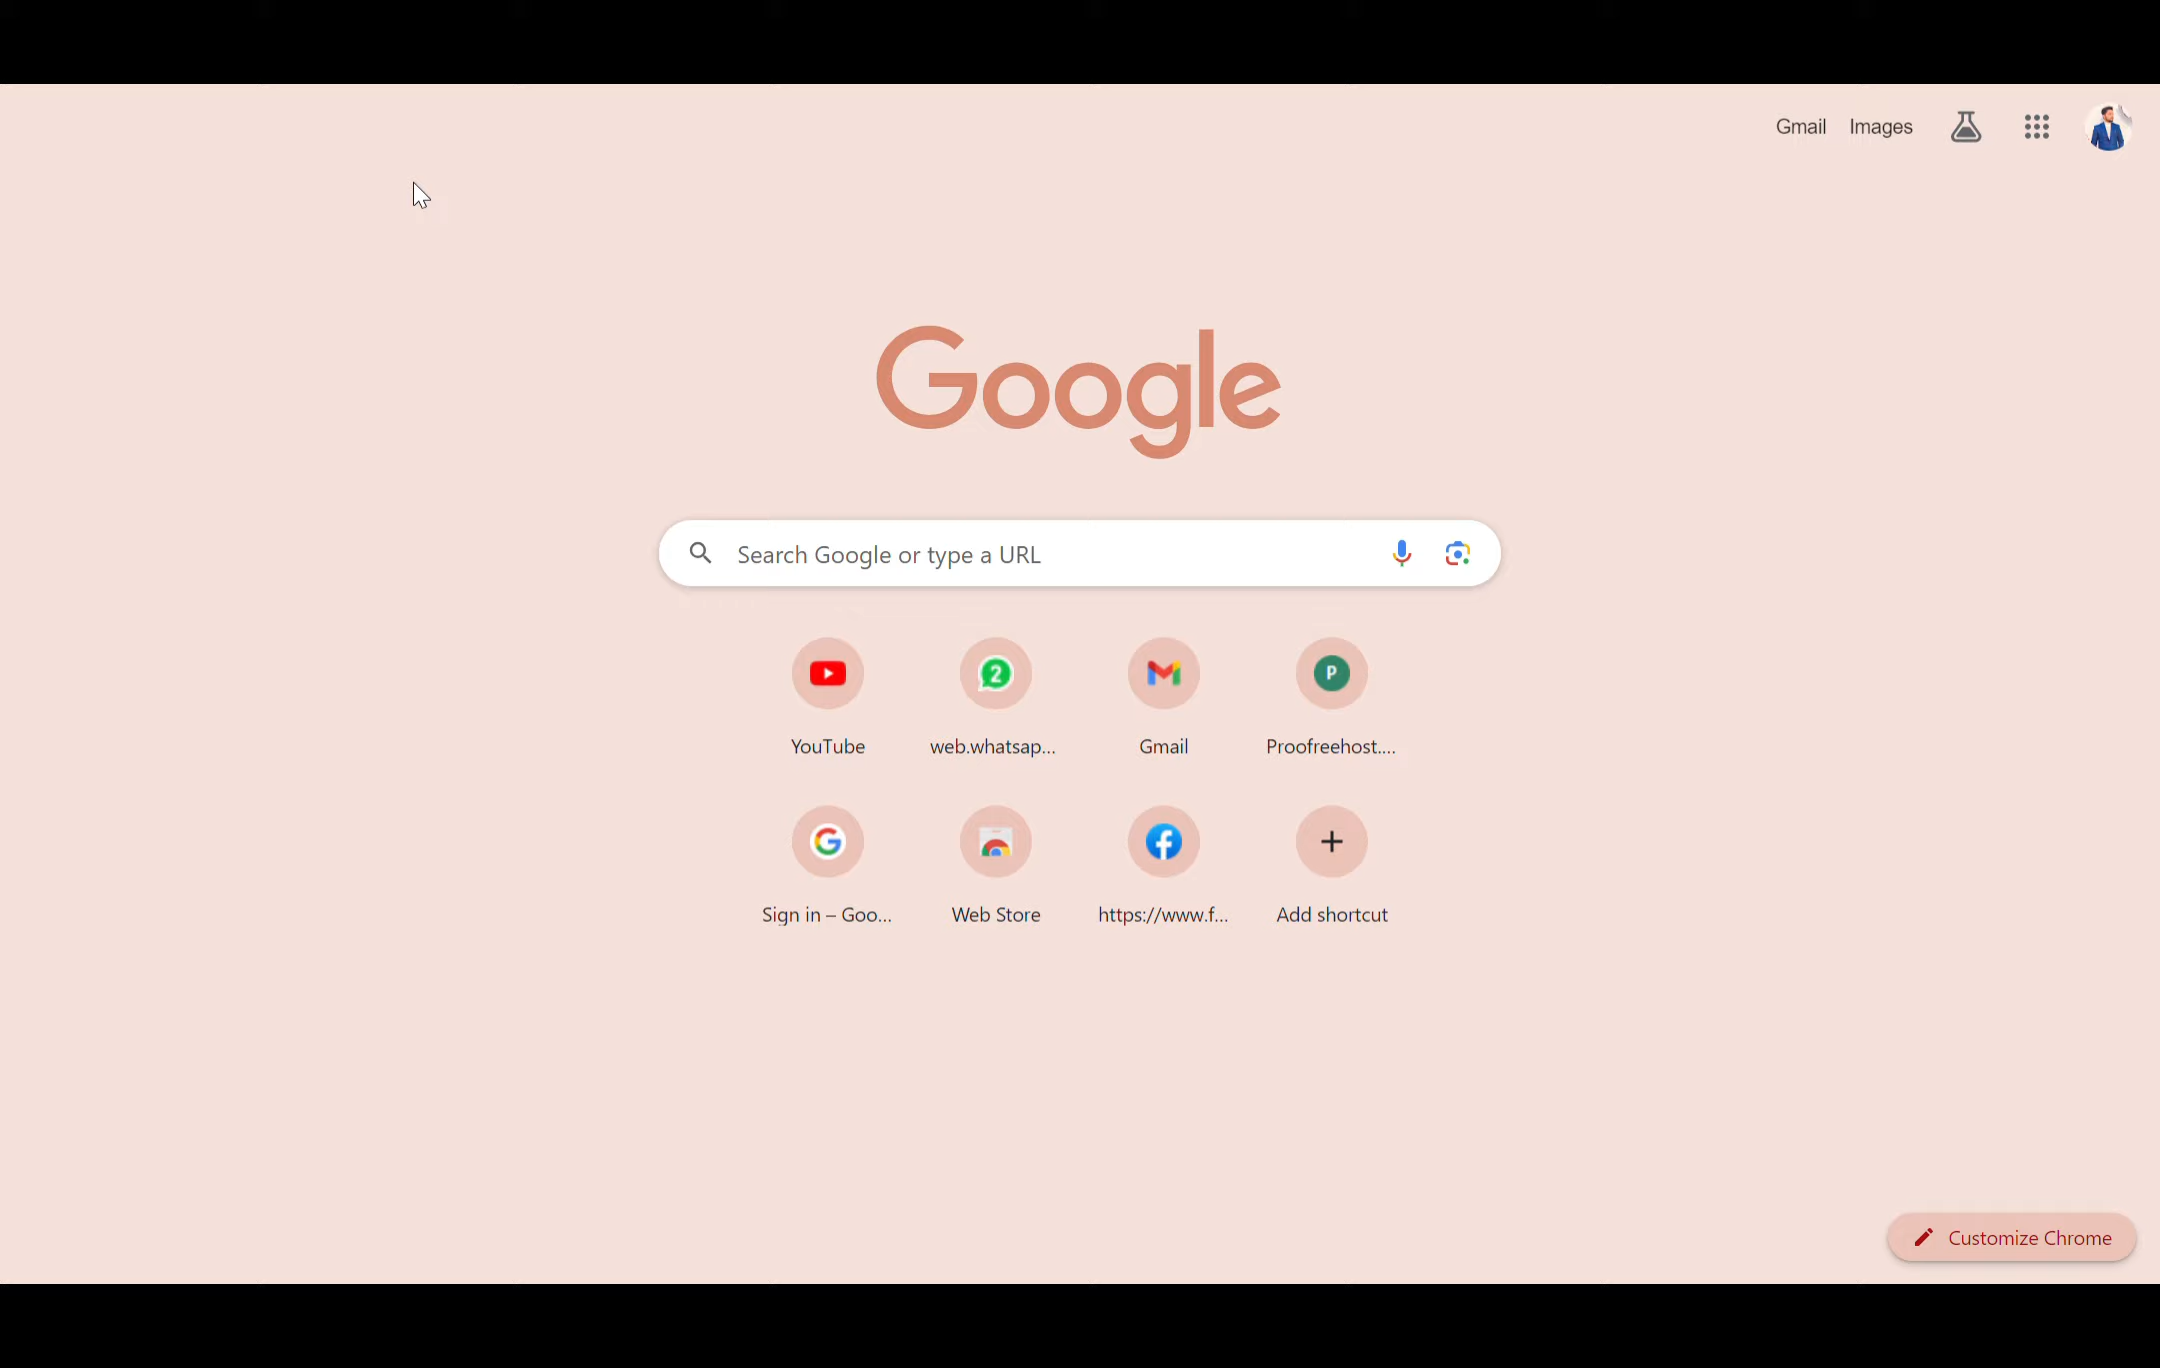 Gmail Images
Google
Search Google or type a URL
2
P
YouTube
web.whatsap...
Gmail
Proofreehost....
Sign in – Goo...
Web Store
https://www.f...
Add shortcut
Customize Chrome